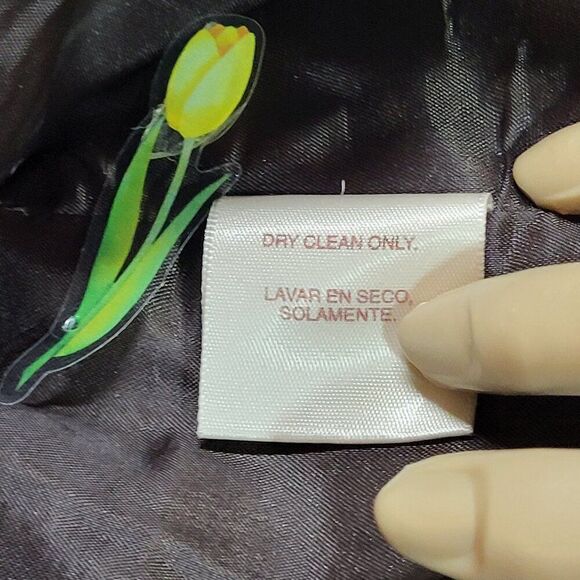 DRY CLEAN ONLY.
LAVAR EN SECO,
SOLAMENTE.